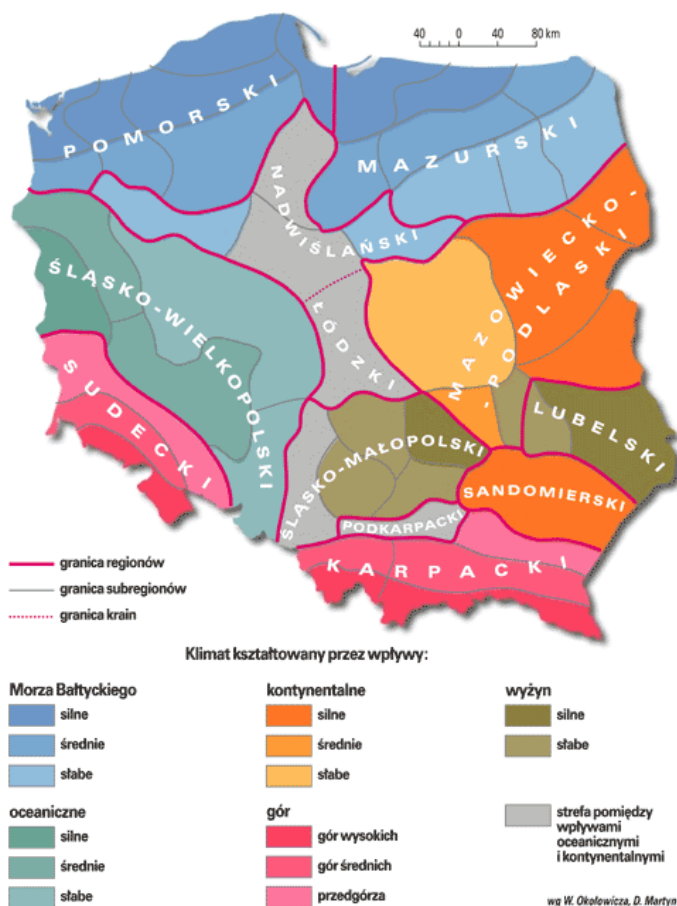 40 0 40 80 km
POMORSKI
MAZURSKI
NADWIŚLAŃSKI
MAZOWIECKO-
-PODLASKI
ŚLĄSKO-WIELKOPOLSKI
ŁÓDZKI
SUDECKI
LUBELSKI
ŚLĄSKO-MAŁOPOLSKI
SANDOMIERSKI
PODKARPACKI
KARPACKI
granica regionów
granica subregionów
granica krain
Klimat kształtowany przez wpływy:
Morza Bałtyckiego
silne
średnie
słabe
kontynentalne
silne
średnie
słabe
wyżyn
silne
słabe
oceaniczne
silne
średnie
słabe
gór
gór wysokich
gór średnich
przedgórza
strefa pomiędzy
wpływami
oceanicznymi
i kontynentalnymi
wg W. Okołowicza, D. Martyn